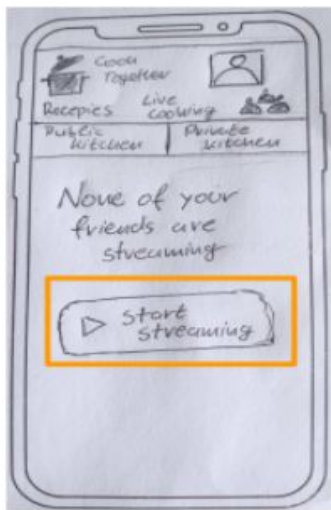 Cook
Together
Recepies
Live
cooking
Public
kitchen
Private
kitchen
None of your
friends are
streaming
Start
streaming